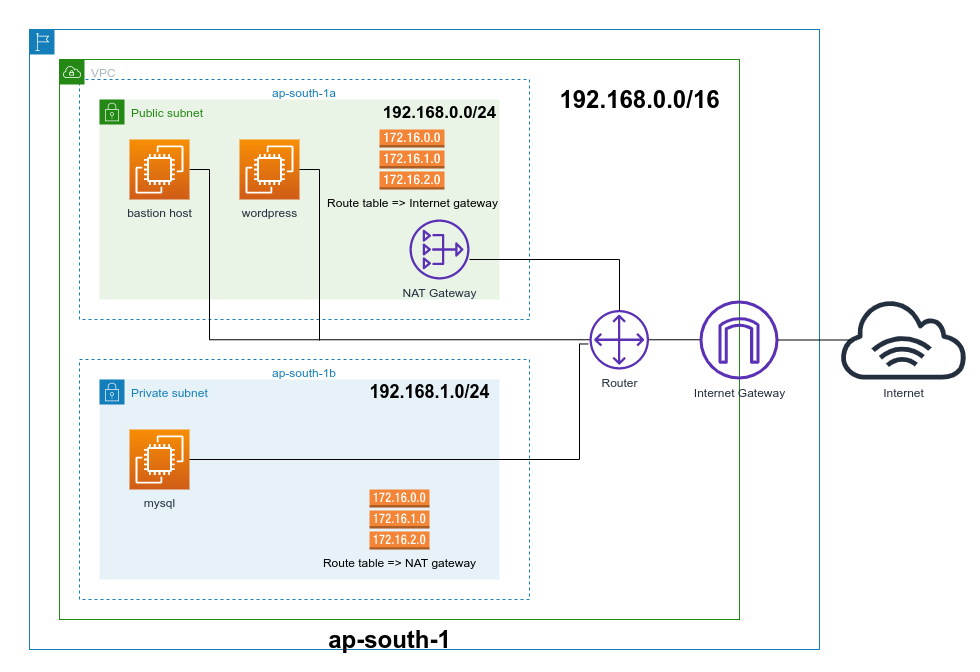 VPC
ap-south-1a
192.168.0.0/16
Public subnet
192.168.0.0/24
172.16.0.0
172.16.1.0
172.16.2.0
bastion host
wordpress
Route table => Internet gateway
NAT Gateway
ap-south-1b
Private subnet
192.168.1.0/24
Router
Internet Gateway
Internet
mysql
172.16.0.0
172.16.1.0
172.16.2.0
Route table => NAT gateway
ap-south-1